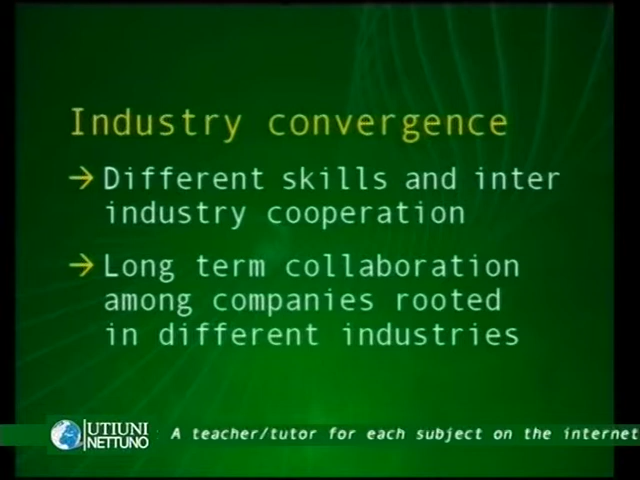 Industry convergence
→ Different skills and inter
industry cooperation
→ Long term collaboration
among companies rooted
in different industries
UTIUNI
NETTUNO
A teacher/tutor for each subject on the internet